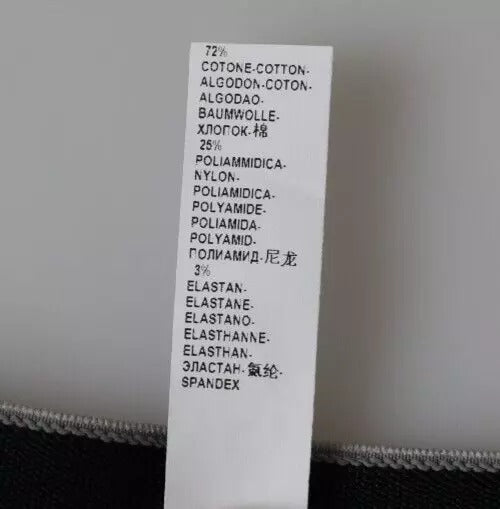 72%
COTONE-COTTON-
ALGODON-COTON-
ALGODAO-
BAUMWOLLE-
ХЛОПОК-棉
25%
POLIAMMIDICA-
NYLON-
POLIAMIDICA-
POLYAMIDE-
POLIAMIDA-
POLYAMID-
ПОЛИАМИД-尼龙
3%
ELASTAN-
ELASTANE-
ELASTANO-
ELASTHANNE-
ELASTHAN-
ЭЛАСТАН-氨纶-
SPANDEX